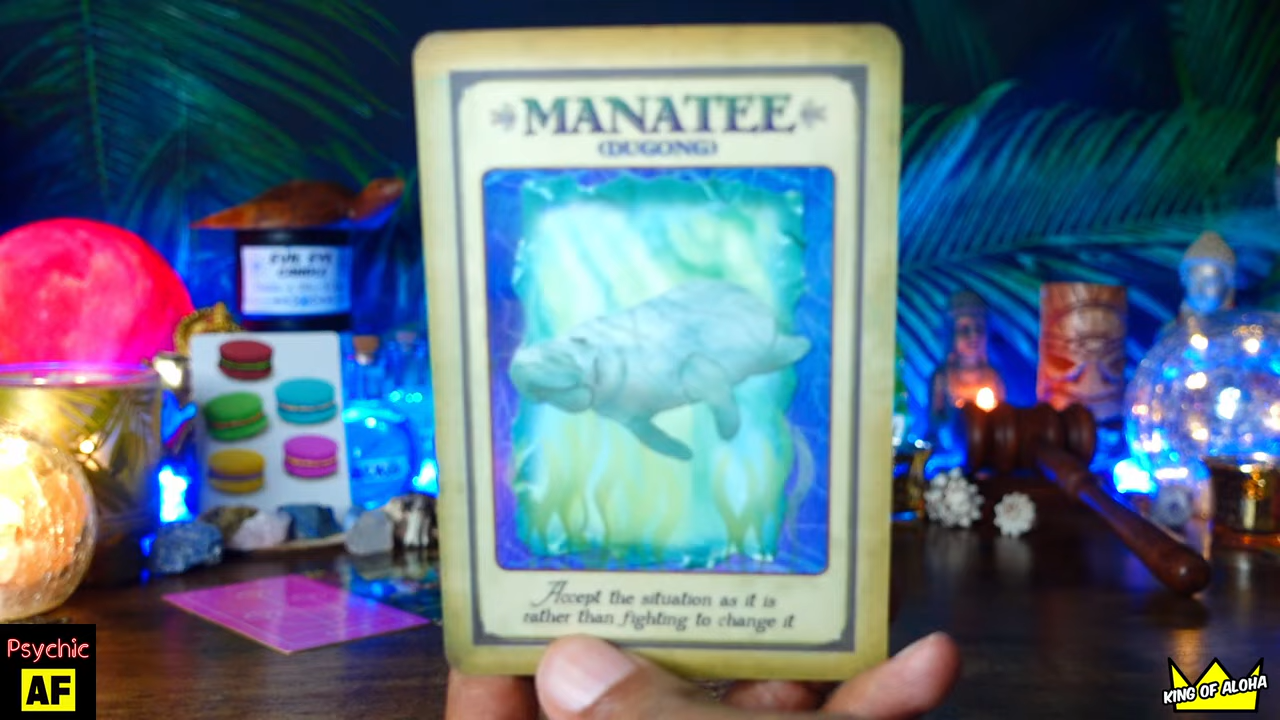 MANATEE
(DUGONG)
Accept the situation as it is
rather than fighting to change it
Psychic
AF
KING OF ALOHA